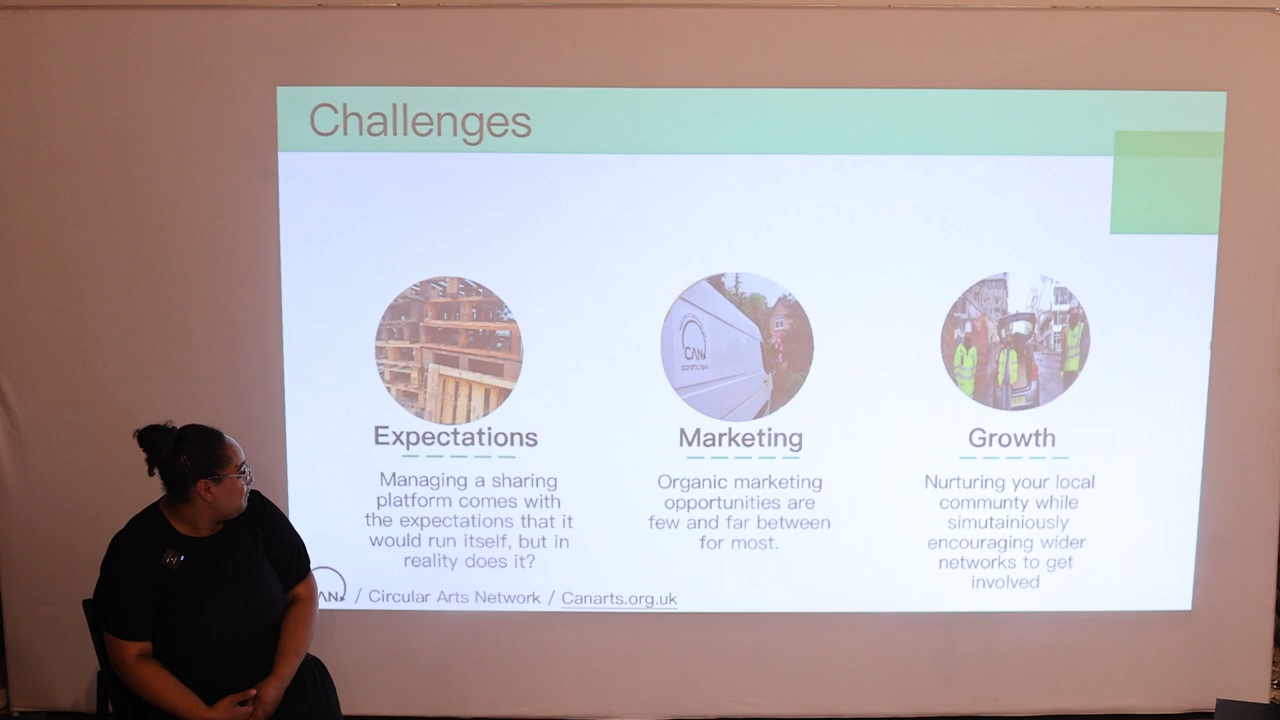 Challenges
CAN
Expectations
Managing a sharing
platform comes with
the expectations that it
would run itself, but in
reality does it?
Marketing
Organic marketing
opportunities are
few and far between
for most.
Growth
Nurturing your local
communty while
simutainiously
encouraging wider
networks to get
involved
/ Circular Arts Network / Canarts.org.uk